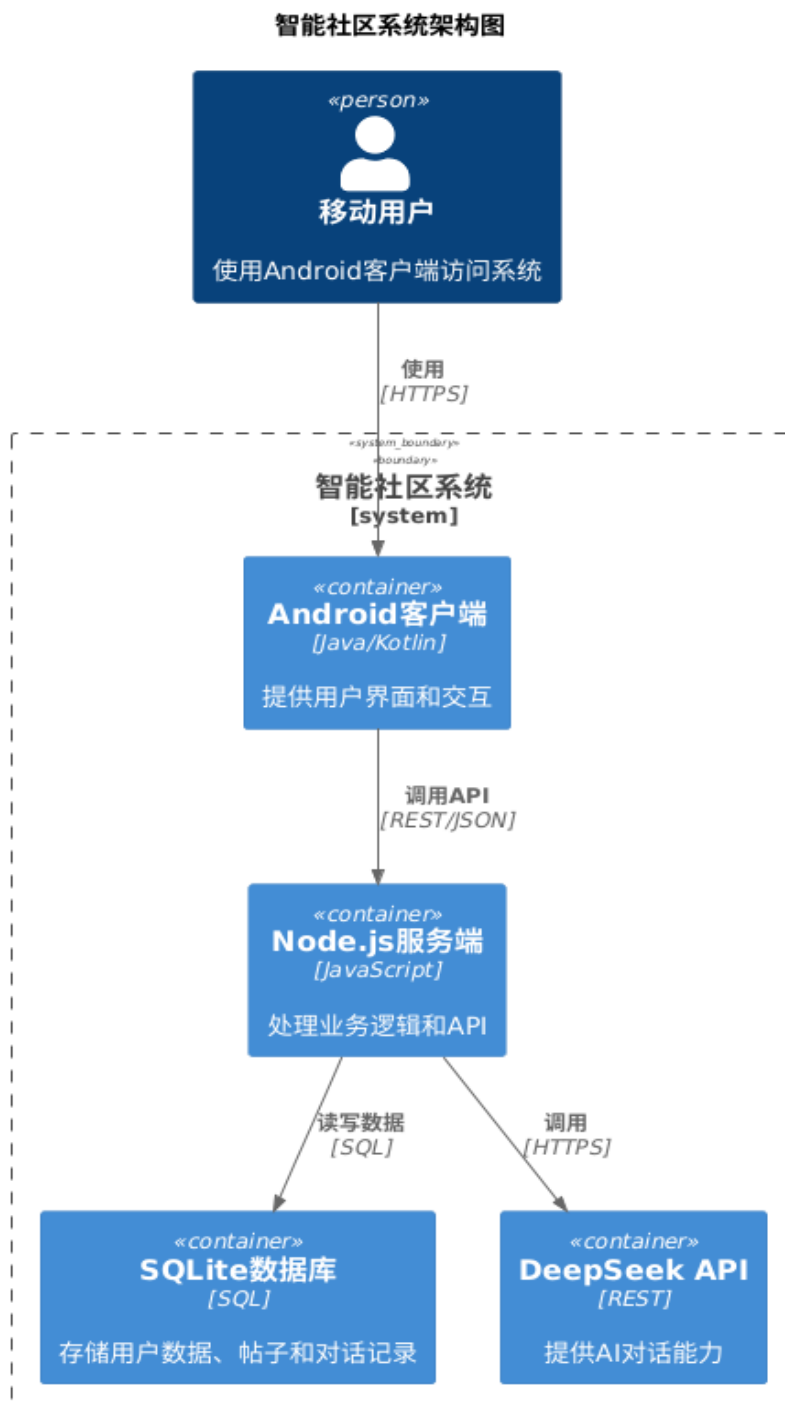 智能社区系统架构图
«person»
移动用户
使用Android客户端访问系统
使用
[HTTPS]
«system_boundary»
«boundary»
智能社区系统
[system]
«container»
Android客户端
[Java/Kotlin]
提供用户界面和交互
调用API
[REST/JSON]
«container»
Node.js服务端
[JavaScript]
处理业务逻辑和API
读写数据
[SQL]
调用
[HTTPS]
«container»
SQLite数据库
[SQL]
存储用户数据、帖子和对话记录
«container»
DeepSeek API
[REST]
提供AI对话能力